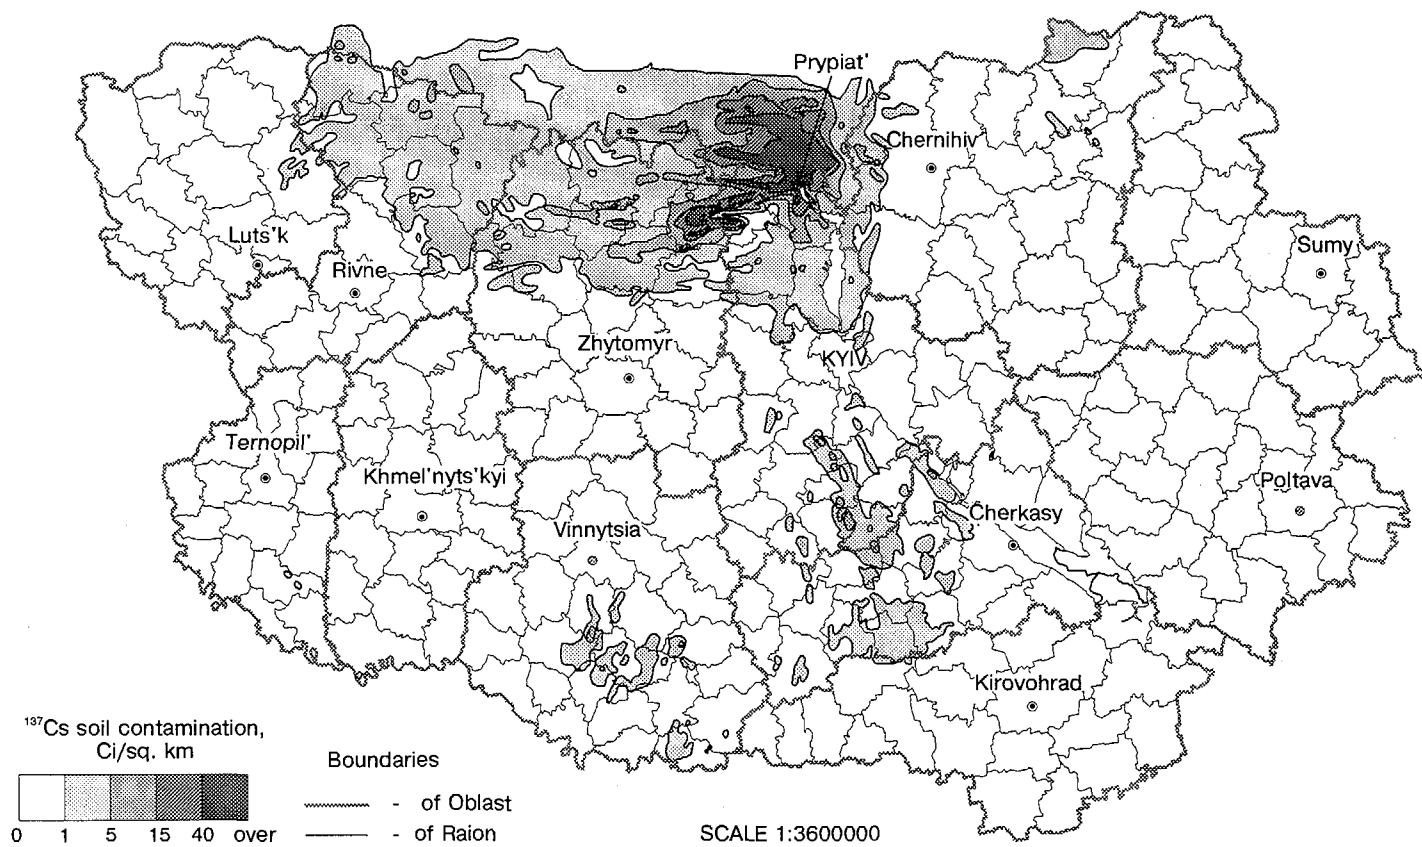 Prypiat'
Chernihiv
Luts'k
Rivne
Sumy
Zhytomyr
KYIV
Ternopil'
Khmel'nyts'kyi
Poltava
Vinnytsia
Cherkasy
Kirovohrad
¹³⁷Cs soil contamination,
Ci/sq. km
0 1 5 15 40 over
Boundaries
- of Oblast
- of Raion
SCALE 1:3600000